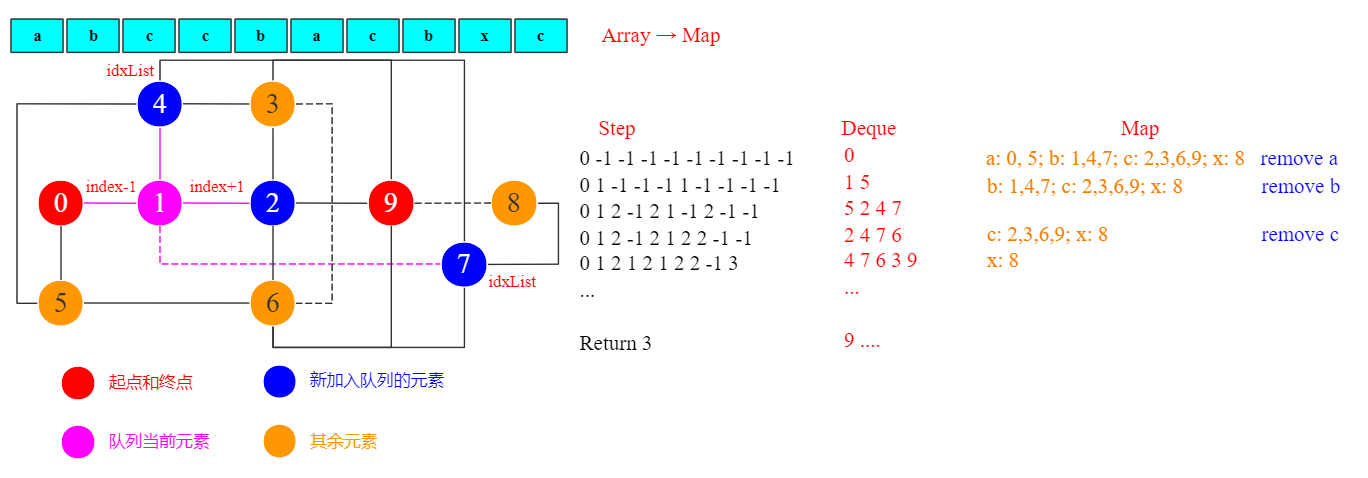 a b c c b a c b x c
Array → Map
idxList
4 3
index-1 index+1
0 1 2 9 8
7
idxList
5 6
起点和终点 新加入队列的元素
队列当前元素 其余元素
Step Deque Map
0 -1 -1 -1 -1 -1 -1 -1 -1 -1 0 a: 0, 5; b: 1,4,7; c: 2,3,6,9; x: 8 remove a
0 1 -1 -1 -1 1 -1 -1 -1 -1 1 5 b: 1,4,7; c: 2,3,6,9; x: 8 remove b
0 1 2 -1 2 1 -1 2 -1 -1 5 2 4 7
0 1 2 -1 2 1 2 2 -1 -1 2 4 7 6 c: 2,3,6,9; x: 8 remove c
0 1 2 1 2 1 2 2 -1 3 4 7 6 3 9 x: 8
... ...
Return 3 9 ....